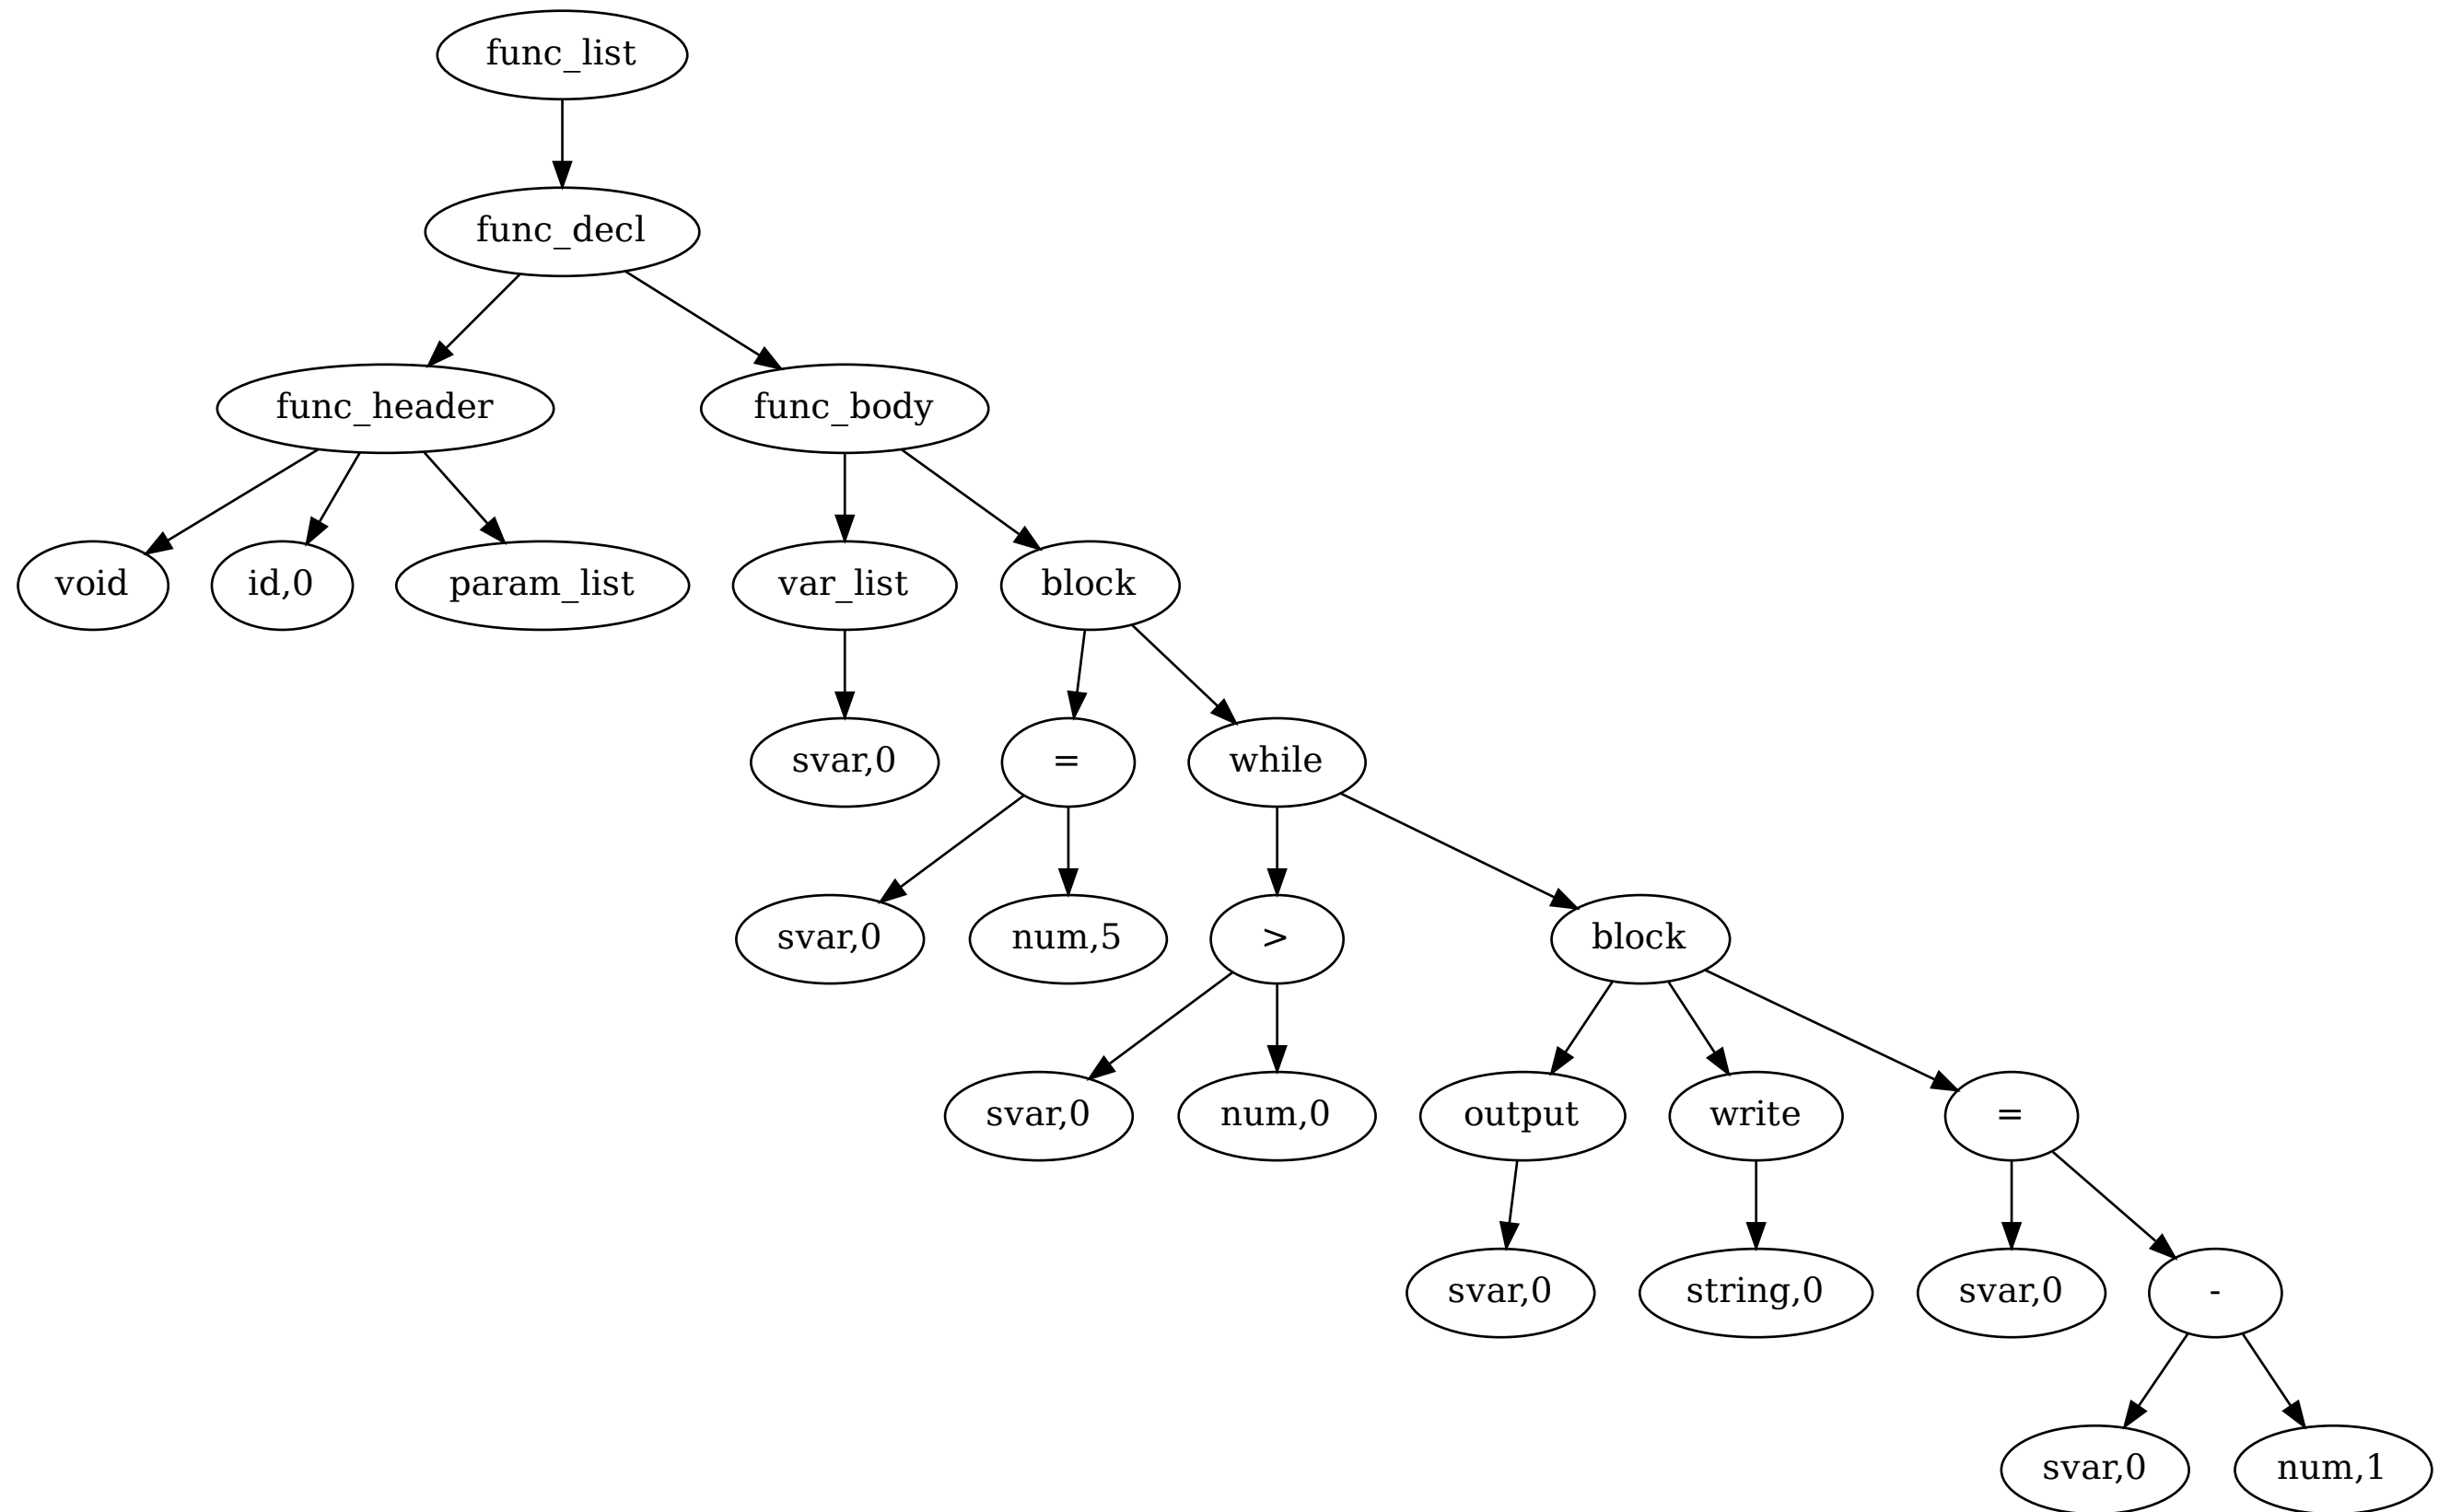 func_list
func_decl
func_header
func_body
void
id,0
param_list
var_list
block
svar,0
=
while
svar,0
num,5
>
block
svar,0
num,0
output
write
=
svar,0
string,0
svar,0
-
svar,0
num,1